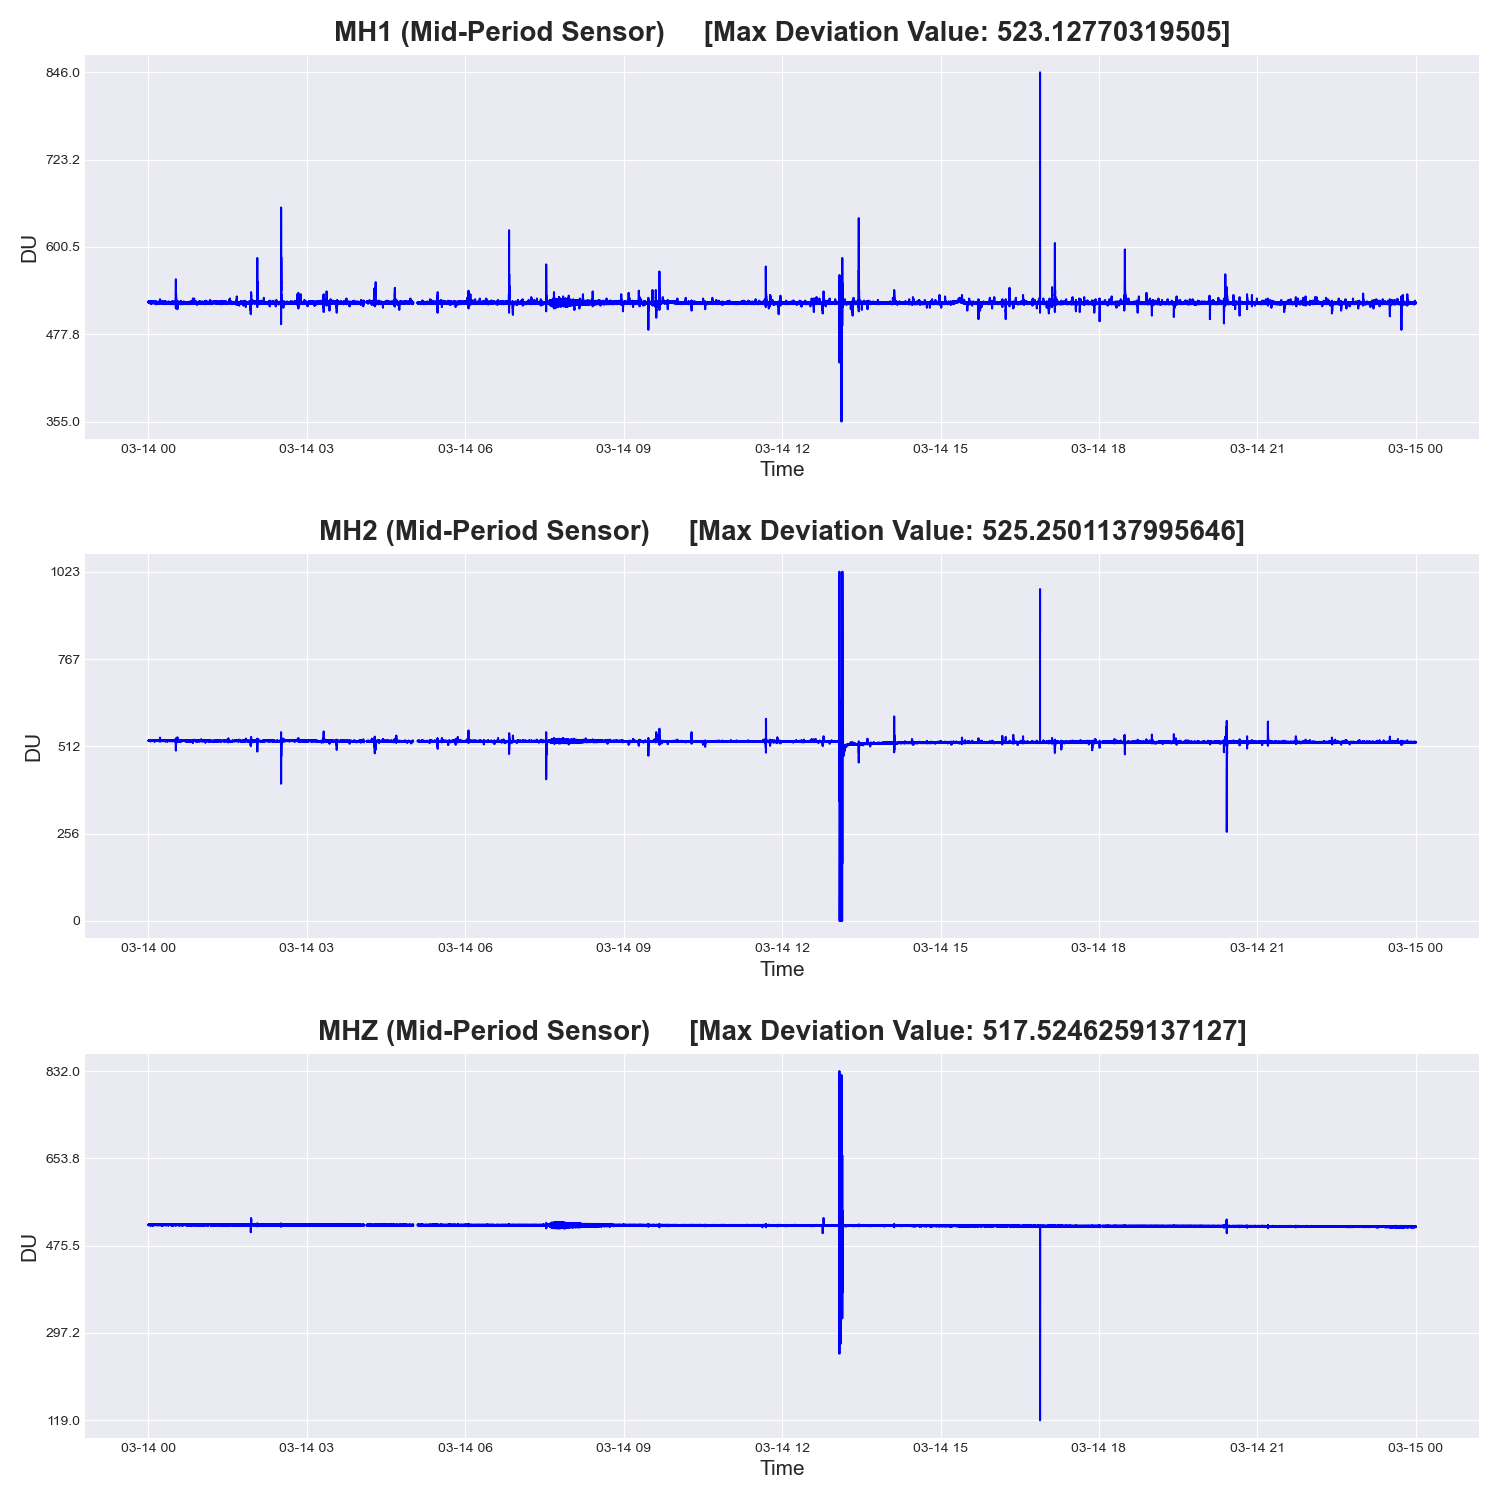 MH1 (Mid-Period Sensor) [Max Deviation Value: 523.12770319505]
846.0
723.2
600.5
477.8
355.0
DU
03-14 00 03-14 03 03-14 06 03-14 09 03-14 12 03-14 15 03-14 18 03-14 21 03-15 00
Time
MH2 (Mid-Period Sensor) [Max Deviation Value: 525.2501137995646]
1023
767
512
256
0
DU
03-14 00 03-14 03 03-14 06 03-14 09 03-14 12 03-14 15 03-14 18 03-14 21 03-15 00
Time
MHZ (Mid-Period Sensor) [Max Deviation Value: 517.5246259137127]
832.0
653.8
475.5
297.2
119.0
DU
03-14 00 03-14 03 03-14 06 03-14 09 03-14 12 03-14 15 03-14 18 03-14 21 03-15 00
Time